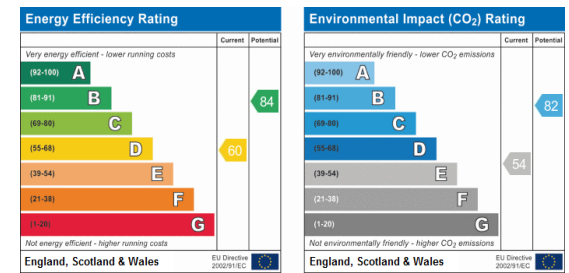 Energy Efficiency Rating
Current Potential
Very energy efficient - lower running costs
(92-100) A
(81-91) B
84
(69-80) C
(55-68) D
60
(39-54) E
(21-38) F
(1-20) G
Not energy efficient - higher running costs
England, Scotland & Wales
EU Directive
2002/91/EC
Environmental Impact (CO₂) Rating
Current Potential
Very environmentally friendly - lower CO₂ emissions
(92-100) A
(81-91) B
82
(69-80) C
(55-68) D
(39-54) E
54
(21-38) F
(1-20) G
Not environmentally friendly - higher CO₂ emissions
England, Scotland & Wales
EU Directive
2002/91/EC